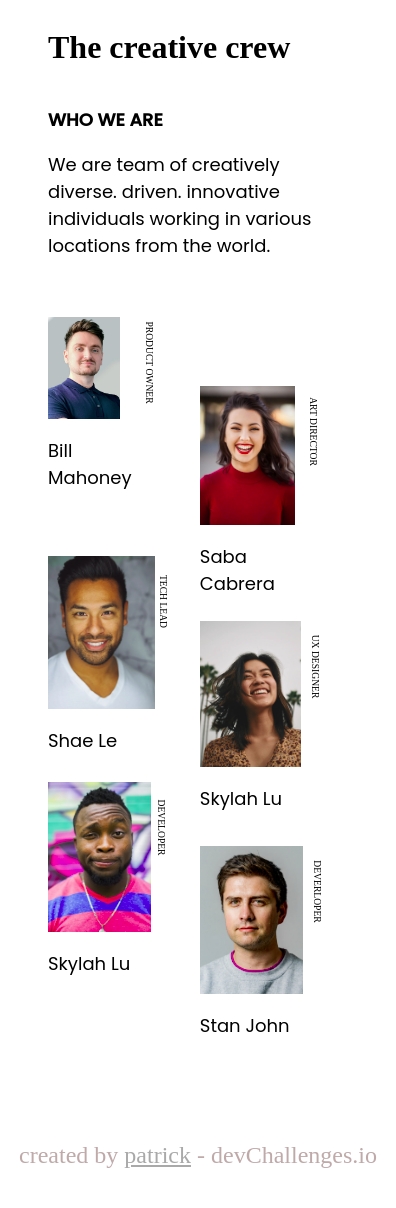 The creative crew
WHO WE ARE
We are team of creatively
diverse. driven. innovative
individuals working in various
locations from the world.
PRODUCT OWNER
Bill
Mahoney
ART DIRECTOR
Saba
Cabrera
TECH LEAD
Shae Le
UX DESIGNER
Skylah Lu
DEVELOPER
Skylah Lu
DEVERLOPER
Stan John
created by patrick - devChallenges.io